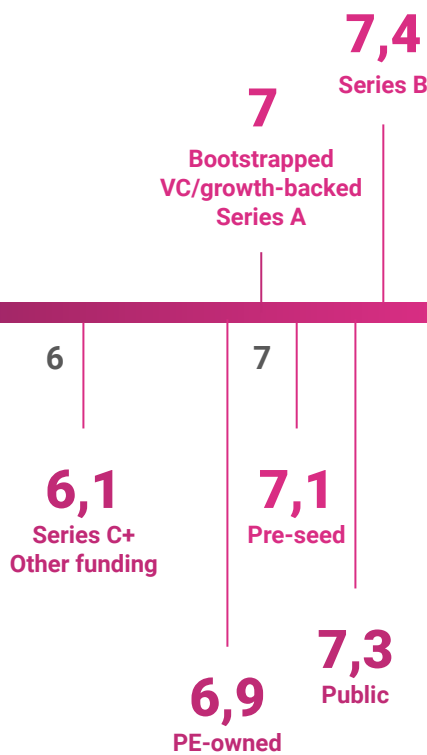 7,4
Series B
7
Bootstrapped
VC/growth-backed
Series A
6
7
6,1
Series C+
Other funding
7,1
Pre-seed
7,3
Public
6,9
PE-owned